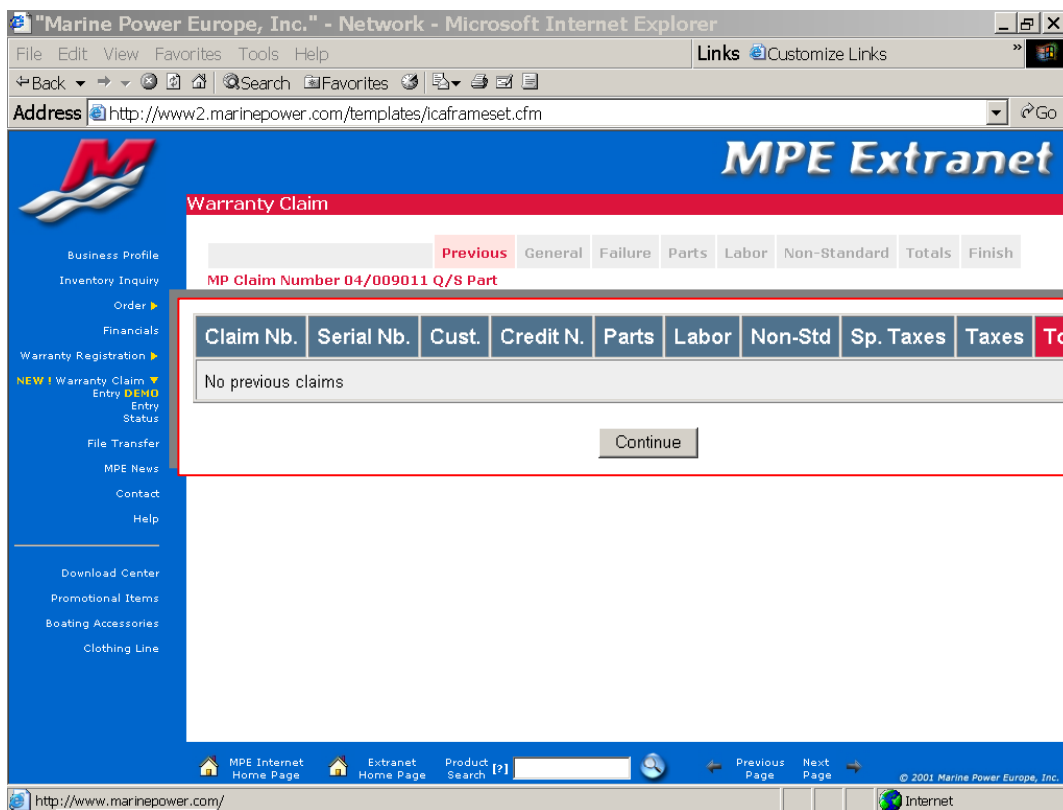 "Marine Power Europe, Inc." - Network - Microsoft Internet Explorer
File Edit View Favorites Tools Help Links Customize Links »
Back Search Favorites
Address http://www2.marinepower.com/templates/icaframeset.cfm Go
MPE Extranet
Warranty Claim
Previous General Failure Parts Labor Non-Standard Totals Finish
MP Claim Number 04/009011 Q/S Part
Claim Nb. Serial Nb. Cust. Credit N. Parts Labor Non-Std Sp. Taxes Taxes To
No previous claims
Continue
Business Profile
Inventory Inquiry
Order
Financials
Warranty Registration
NEW ! Warranty Claim
Entry DEMO
Entry
Status
File Transfer
MPE News
Contact
Help
Download Center
Promotional Items
Boating Accessories
Clothing Line
MPE Internet Home Page
Extranet Home Page
Product Search [?]
Previous Page
Next Page
© 2001 Marine Power Europe, Inc.
http://www.marinepower.com/ Internet